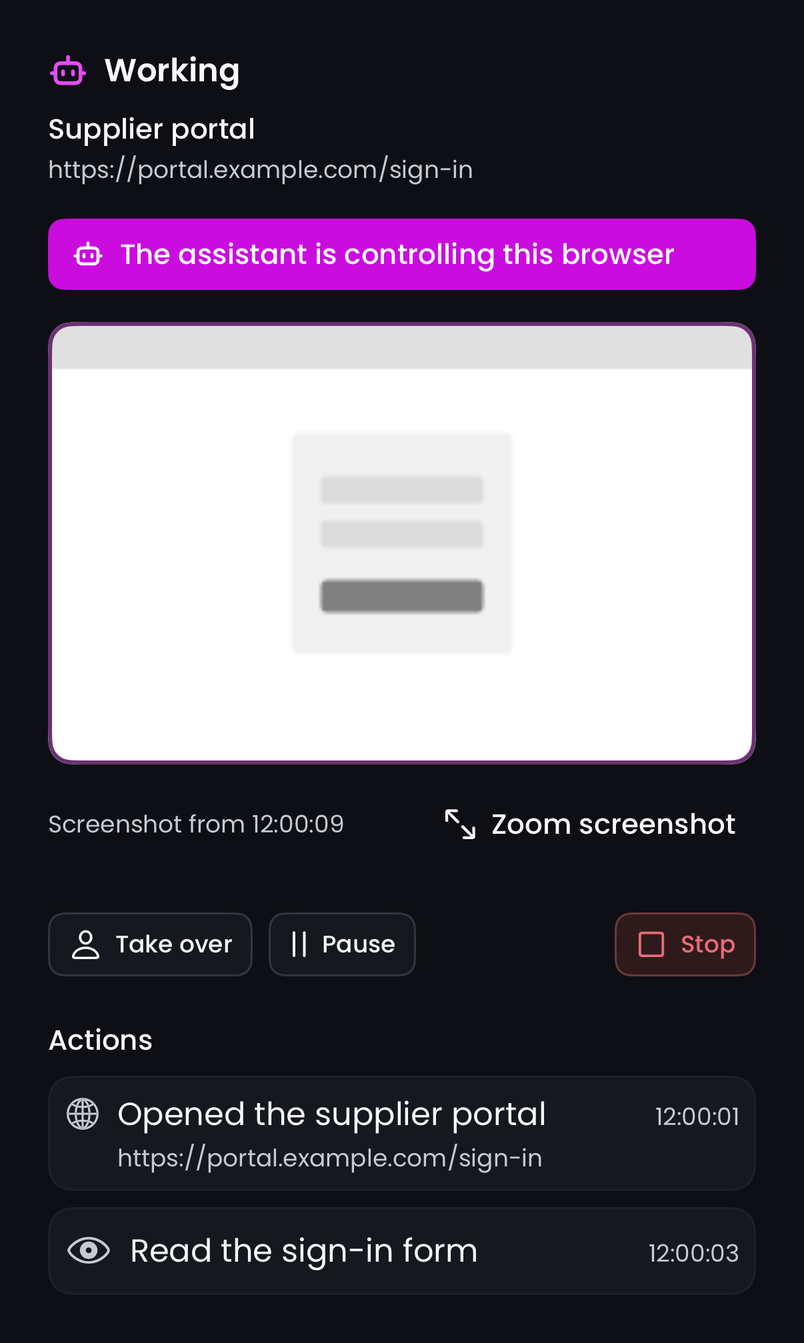 Working
Supplier portal
https://portal.example.com/sign-in
The assistant is controlling this browser
Screenshot from 12:00:09
Zoom screenshot
Take over
Pause
Stop
Actions
Opened the supplier portal
12:00:01
https://portal.example.com/sign-in
Read the sign-in form
12:00:03